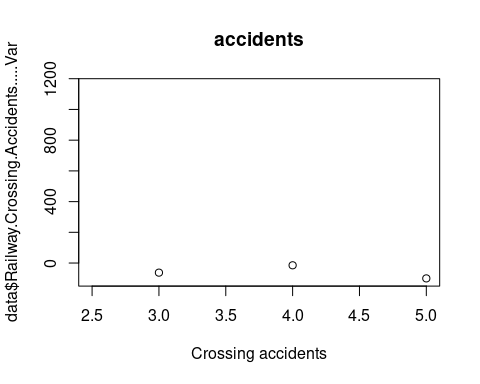 accidents
data$Railway.Crossing.Accidents.....Var
1200
800
400
0
2.5 3.0 3.5 4.0 4.5 5.0
Crossing accidents